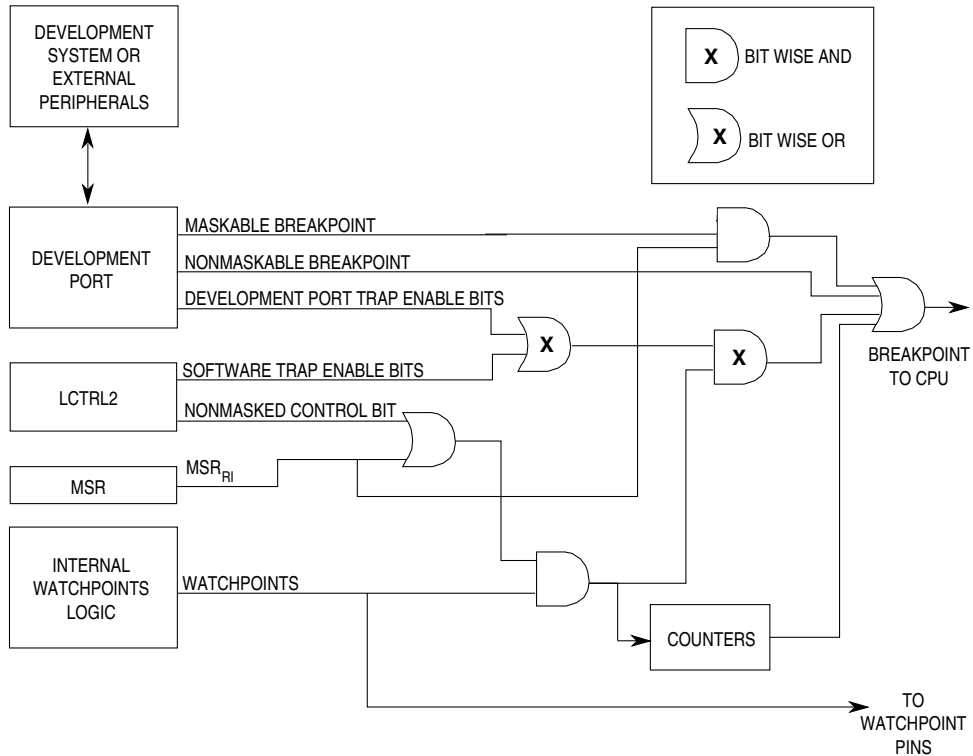 DEVELOPMENT
SYSTEM OR
EXTERNAL
PERIPHERALS
X
BIT WISE AND
X
BIT WISE OR
DEVELOPMENT
PORT
MASKABLE BREAKPOINT
NONMASKABLE BREAKPOINT
DEVELOPMENT PORT TRAP ENABLE BITS
X
X
BREAKPOINT
TO CPU
LCTRL2
SOFTWARE TRAP ENABLE BITS
NONMASKED CONTROL BIT
MSR
MSRRI
INTERNAL
WATCHPOINTS
LOGIC
WATCHPOINTS
COUNTERS
TO
WATCHPOINT
PINS